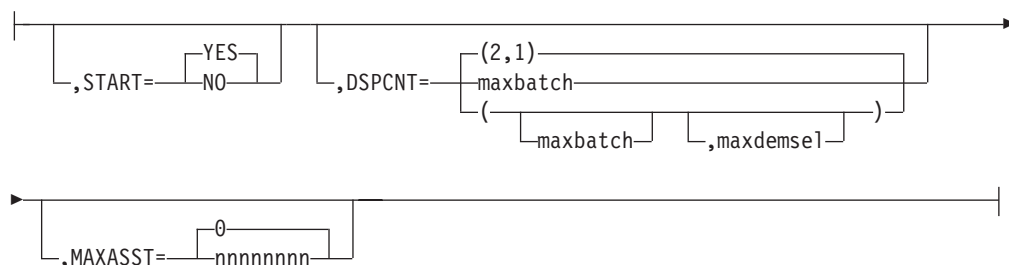 YES (2,1)
,START= NO ,DSPCNT= maxbatch
( )
maxbatch ,maxdemsel
0
,MAXASST= nnnnnnnn